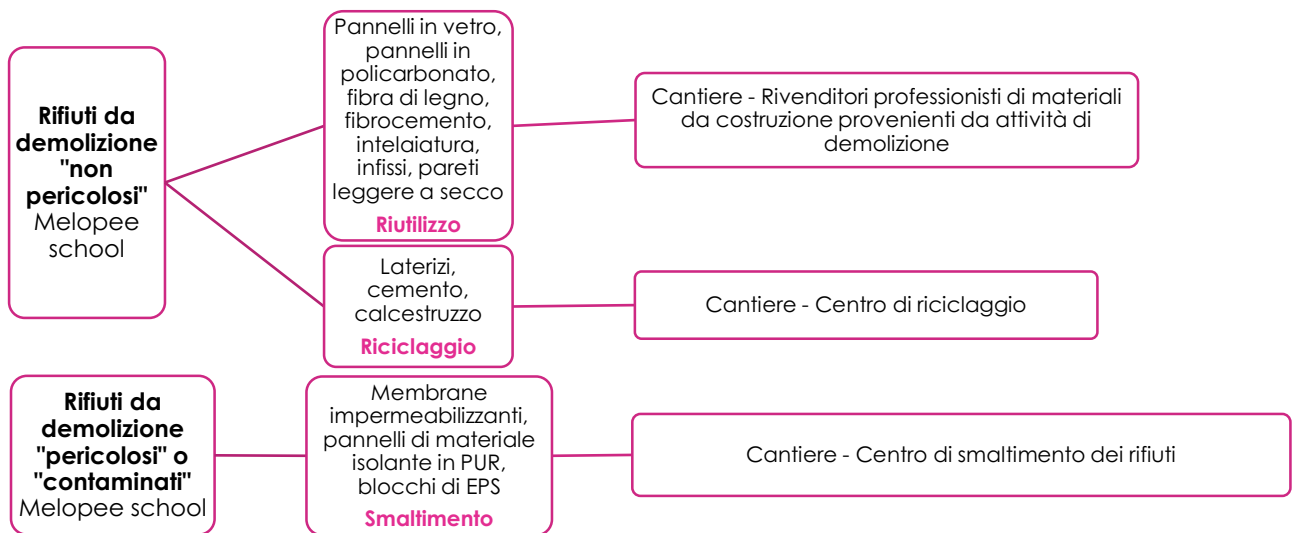 Rifiuti da
demolizione
"non
pericolosi"
Melopee
school
Pannelli in vetro,
pannelli in
policarbonato,
fibra di legno,
fibrocemento,
intelaiatura,
infissi, pareti
leggere a secco
Riutilizzo
Cantiere - Rivenditori professionisti di materiali
da costruzione provenienti da attività di
demolizione
Laterizi,
cemento,
calcestruzzo
Riciclaggio
Cantiere - Centro di riciclaggio
Rifiuti da
demolizione
"pericolosi" o
"contaminati"
Melopee school
Membrane
impermeabilizzanti,
pannelli di materiale
isolante in PUR,
blocchi di EPS
Smaltimento
Cantiere - Centro di smaltimento dei rifiuti